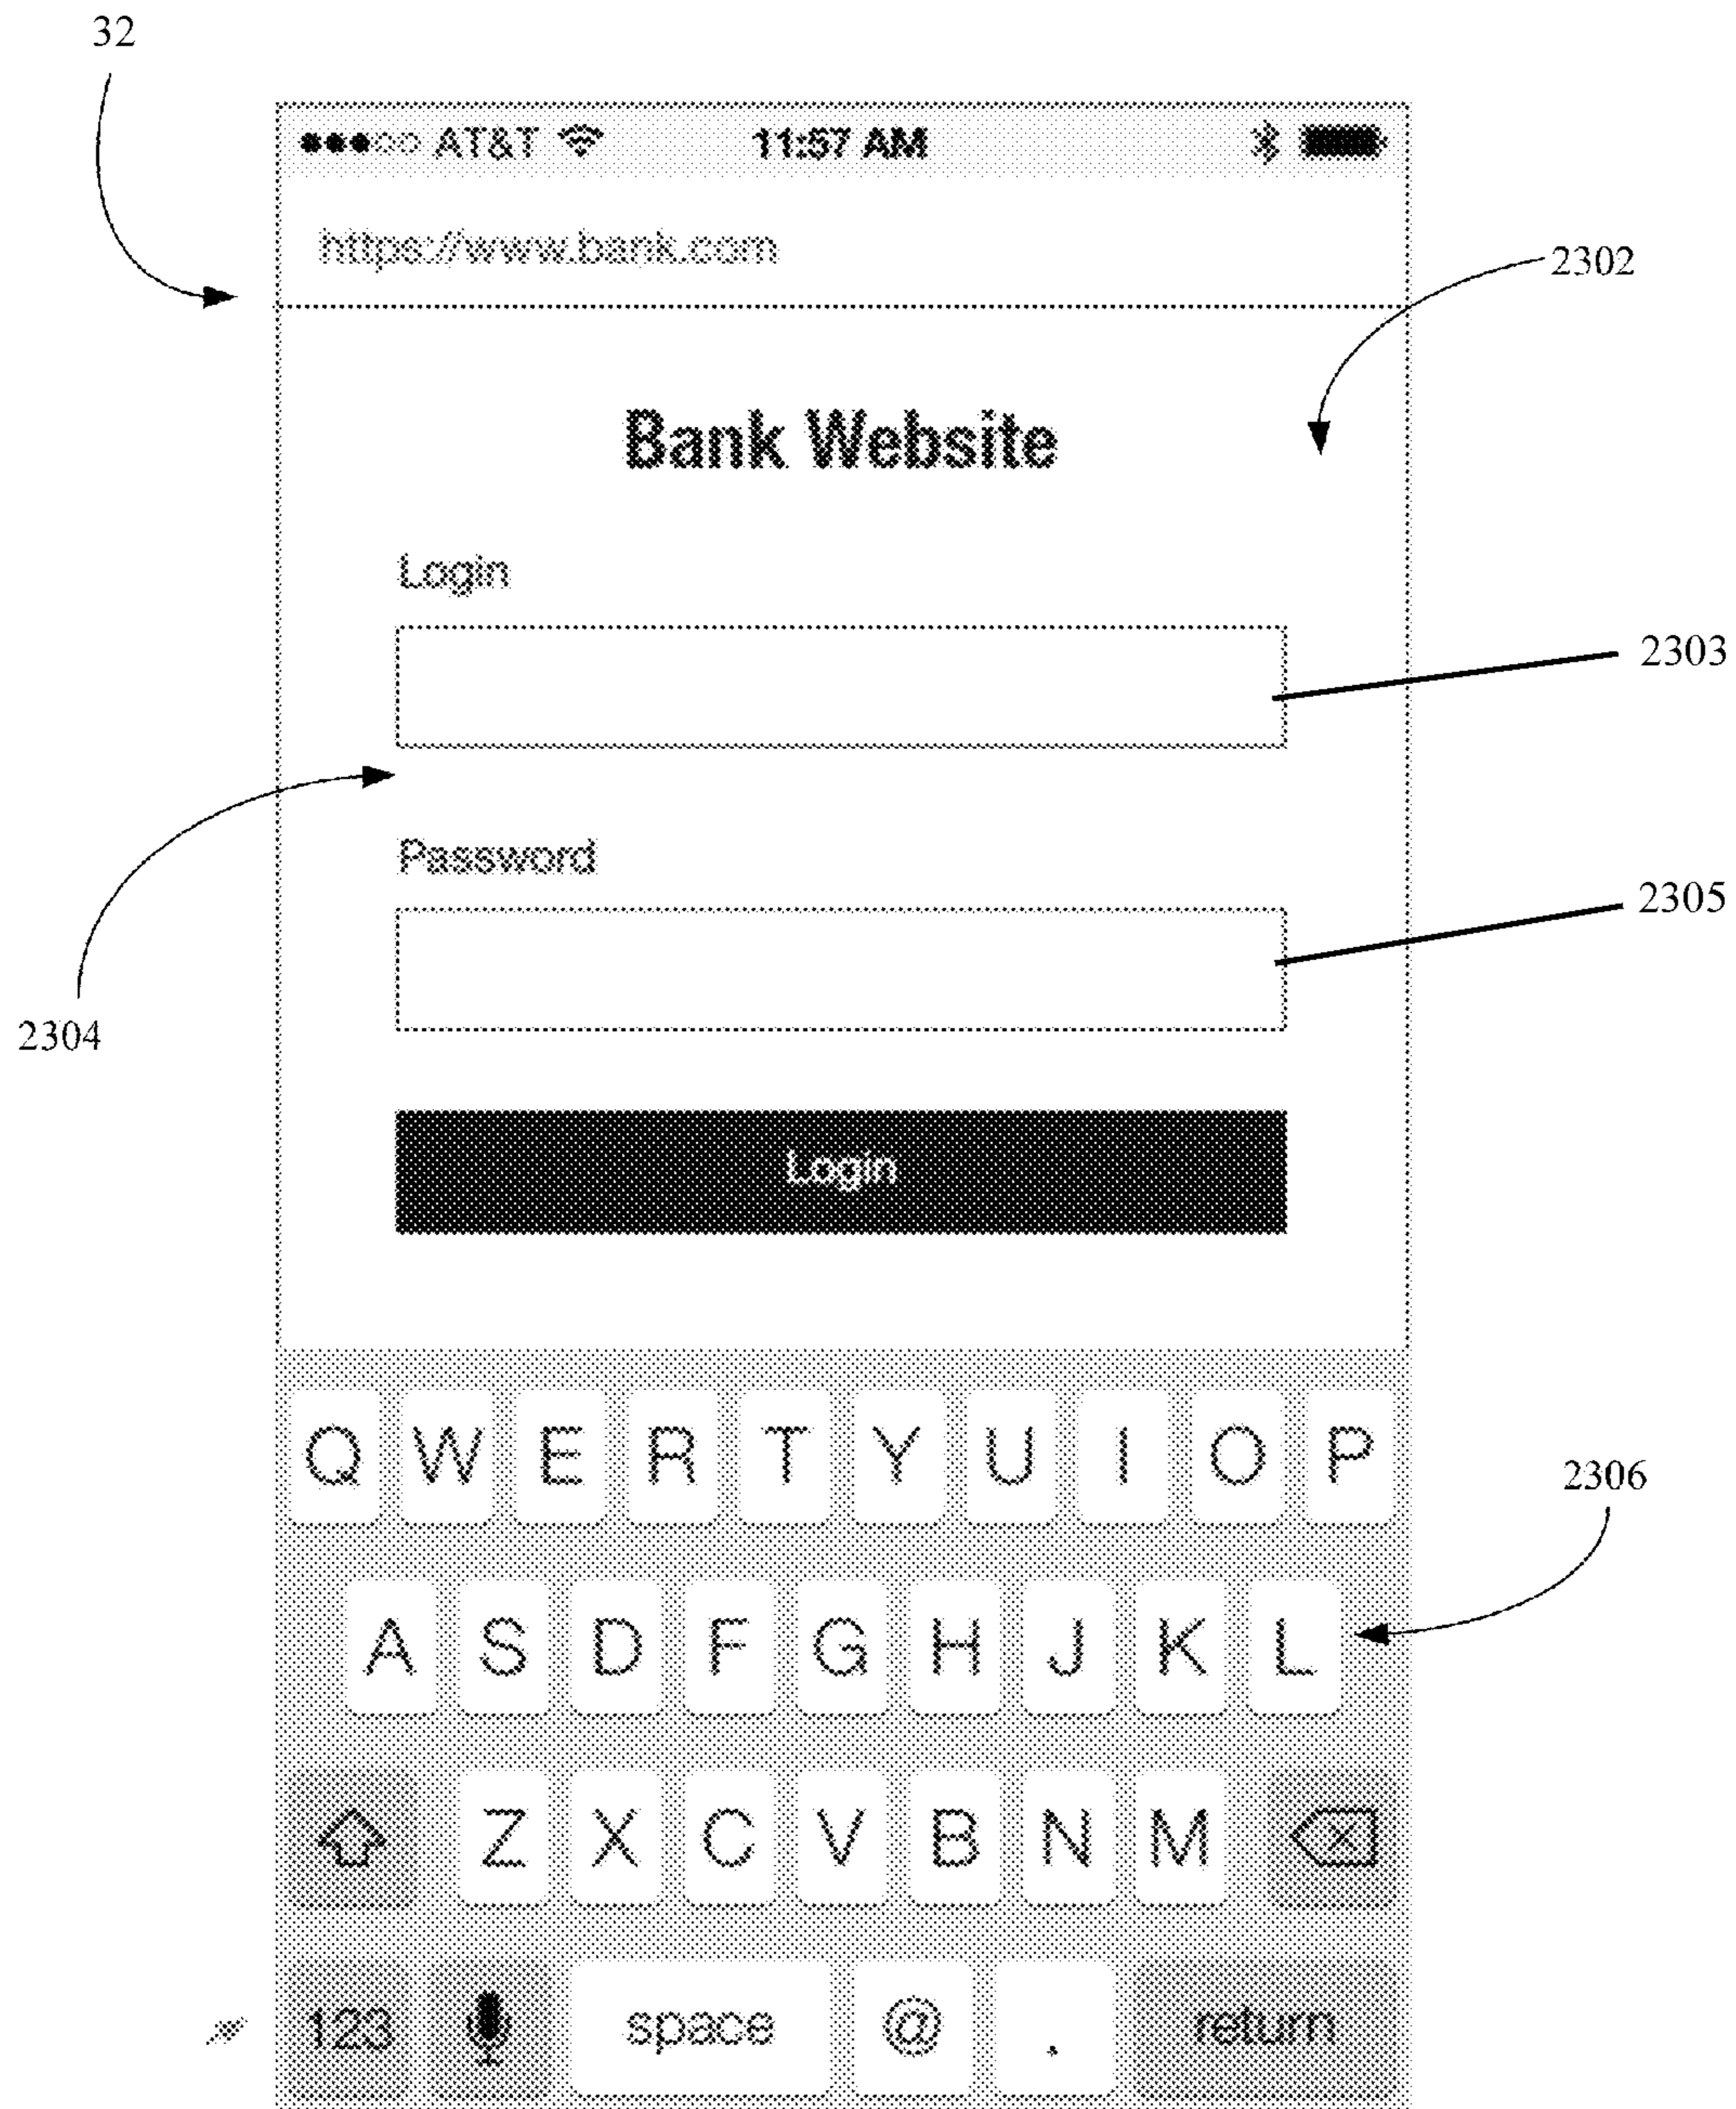 32
AT&T 11:57 AM
https://www.bank.com
2302
Bank Website
Login
2303
Password
2305
2304
Login
Q W E R T Y U I O P
2306
A S D F G H J K L
Z X C V B N M
123 space @ . return